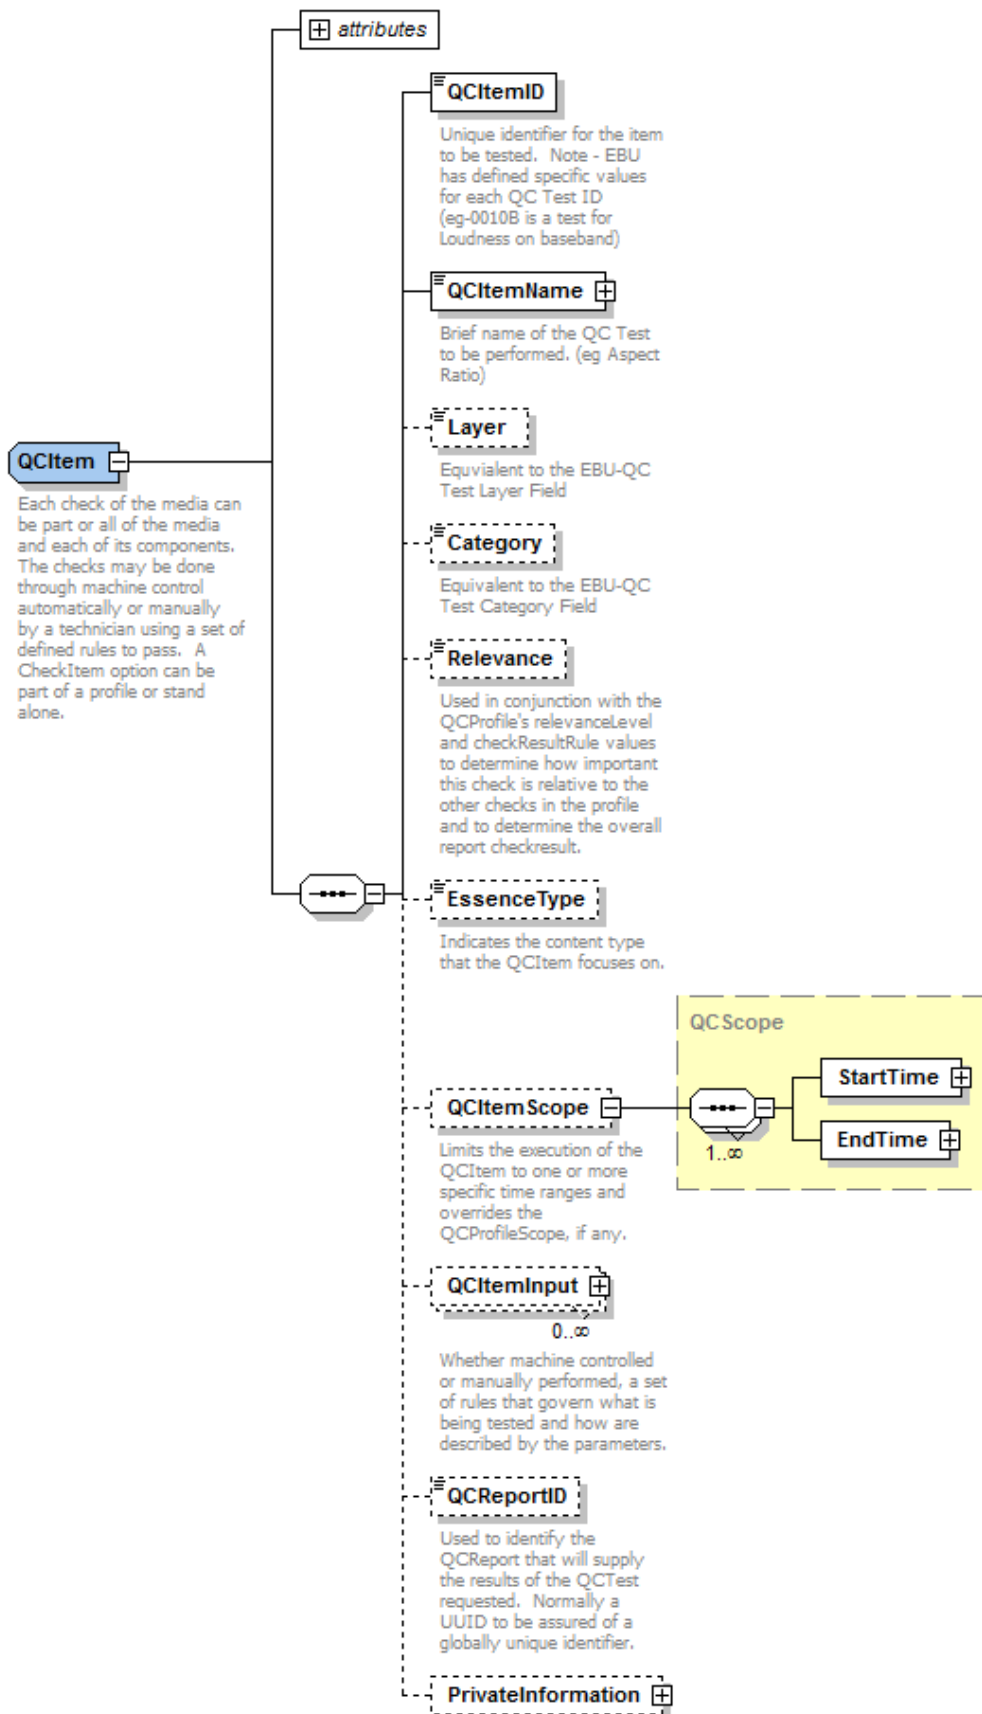 attributes
QCItemID
Unique identifier for the item
to be tested.  Note - EBU
has defined specific values
for each QC Test ID
(eg-0010B is a test for
Loudness on baseband)
QCItemName
Brief name of the QC Test
to be performed. (eg Aspect
Ratio)
Layer
Equvialent to the EBU-QC
Test Layer Field
QCItem
Each check of the media can
be part or all of the media
and each of its components.
The checks may be done
through machine control
automatically or manually
by a technician using a set of
defined rules to pass.  A
CheckItem option can be
part of a profile or stand
alone.
Category
Equivalent to the EBU-QC
Test Category Field
Relevance
Used in conjunction with the
QCProfile's relevanceLevel
and checkResultRule values
to determine how important
this check is relative to the
other checks in the profile
and to determine the overall
report checkresult.
EssenceType
Indicates the content type
that the QCItem focuses on.
QCScope
StartTime
QCItemScope
EndTime
1..∞
Limits the execution of the
QCItem to one or more
specific time ranges and
overrides the
QCProfileScope, if any.
QCItemInput
0..∞
Whether machine controlled
or manually performed, a set
of rules that govern what is
being tested and how are
described by the parameters.
QCReportID
Used to identify the
QCReport that will supply
the results of the QCTest
requested.  Normally a
UUID to be assured of a
globally unique identifier.
PrivateInformation